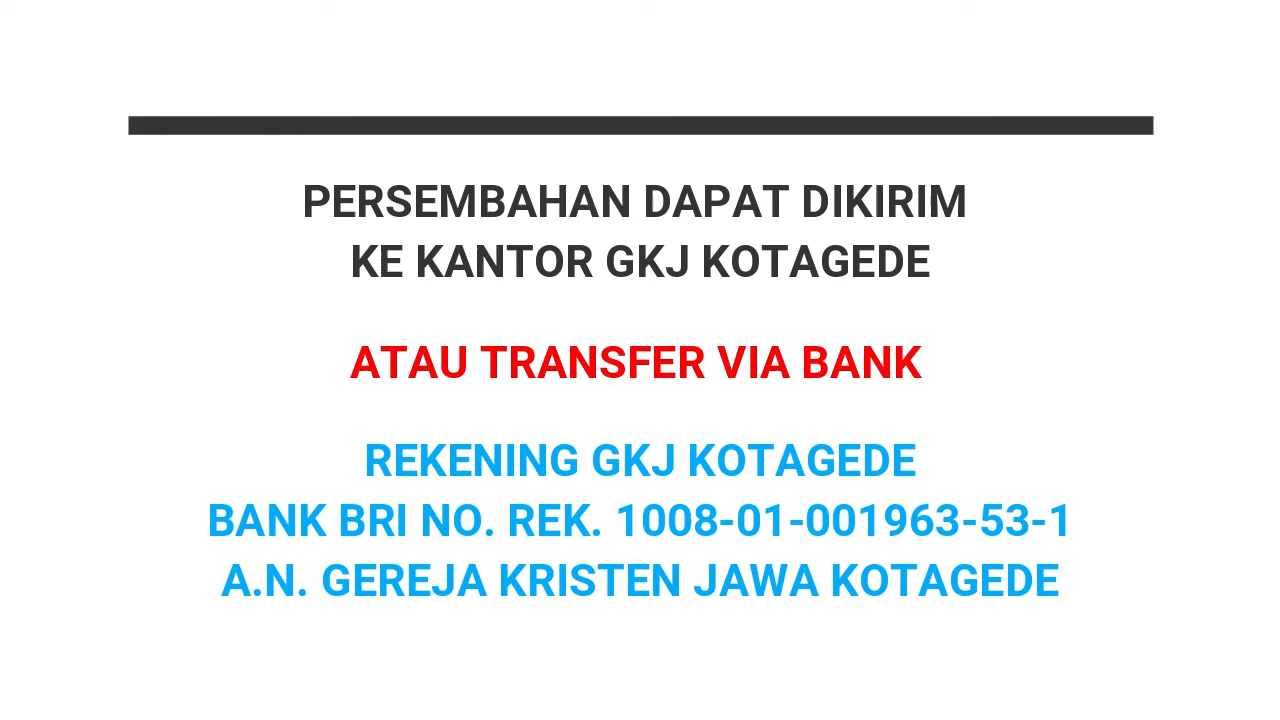 PERSEMBAHAN DAPAT DIKIRIM
KE KANTOR GKJ KOTAGEDE
ATAU TRANSFER VIA BANK
REKENING GKJ KOTAGEDE
BANK BRI NO. REK. 1008-01-001963-53-1
A.N. GEREJA KRISTEN JAWA KOTAGEDE